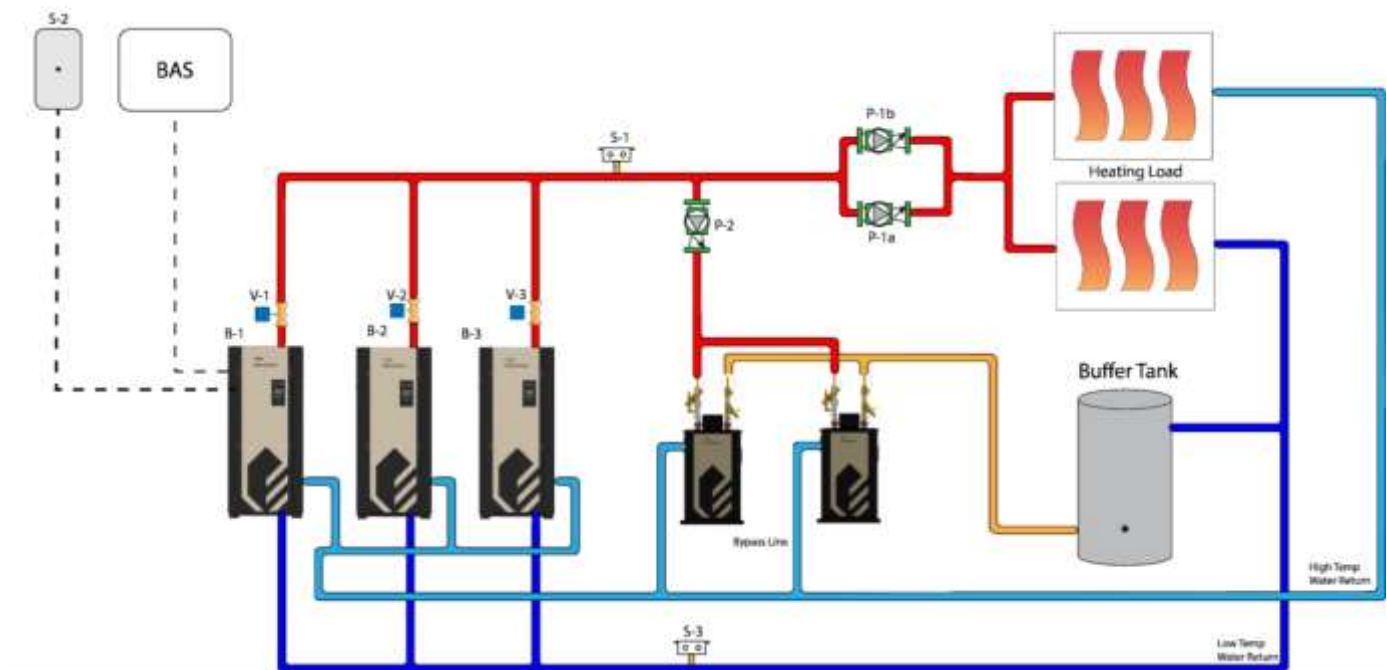 S-2
BAS
S-1
P-1b
P-1a
Heating Load
P-2
V-1
V-2
V-3
B-1
B-2
B-3
Buffer Tank
Bypass Line
High Temp
Water Return
Low Temp
Water Return
S-3